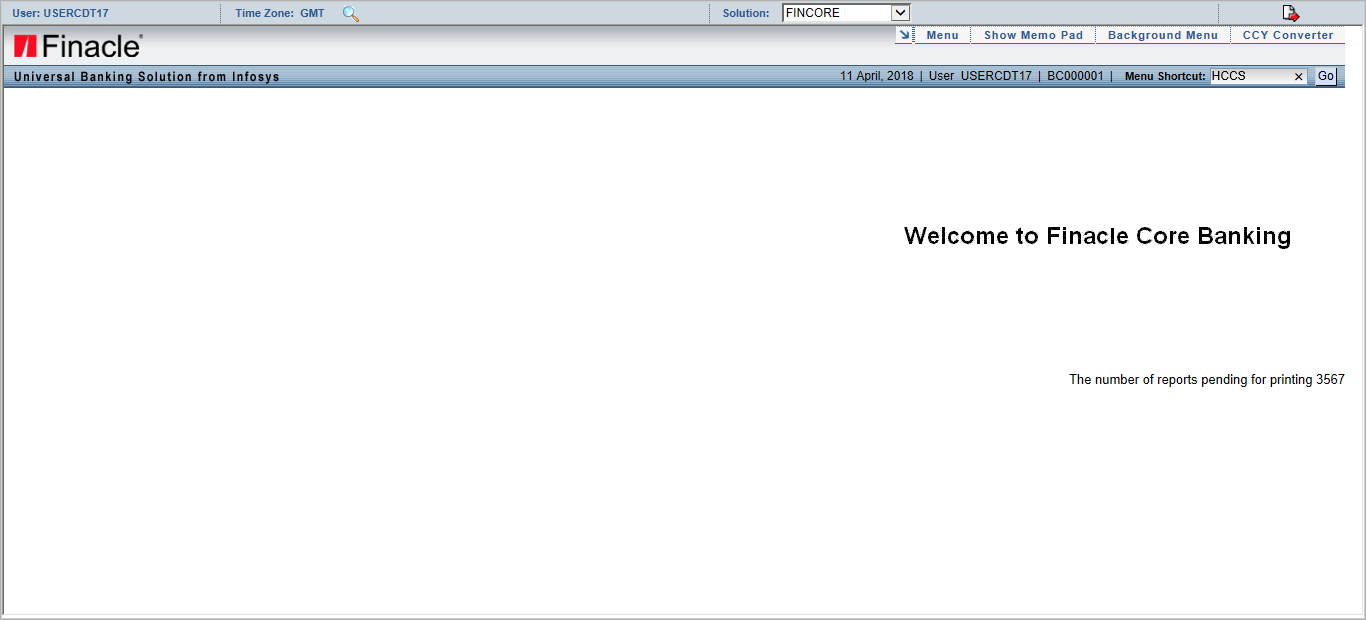 User: USERCDT17 Time Zone: GMT Solution: FINCORE
Finacle® Menu Show Memo Pad Background Menu CCY Converter
Universal Banking Solution from Infosys 11 April, 2018 | User USERCDT17 | BC000001 | Menu Shortcut: HCCS × Go
Welcome to Finacle Core Banking
The number of reports pending for printing 3567